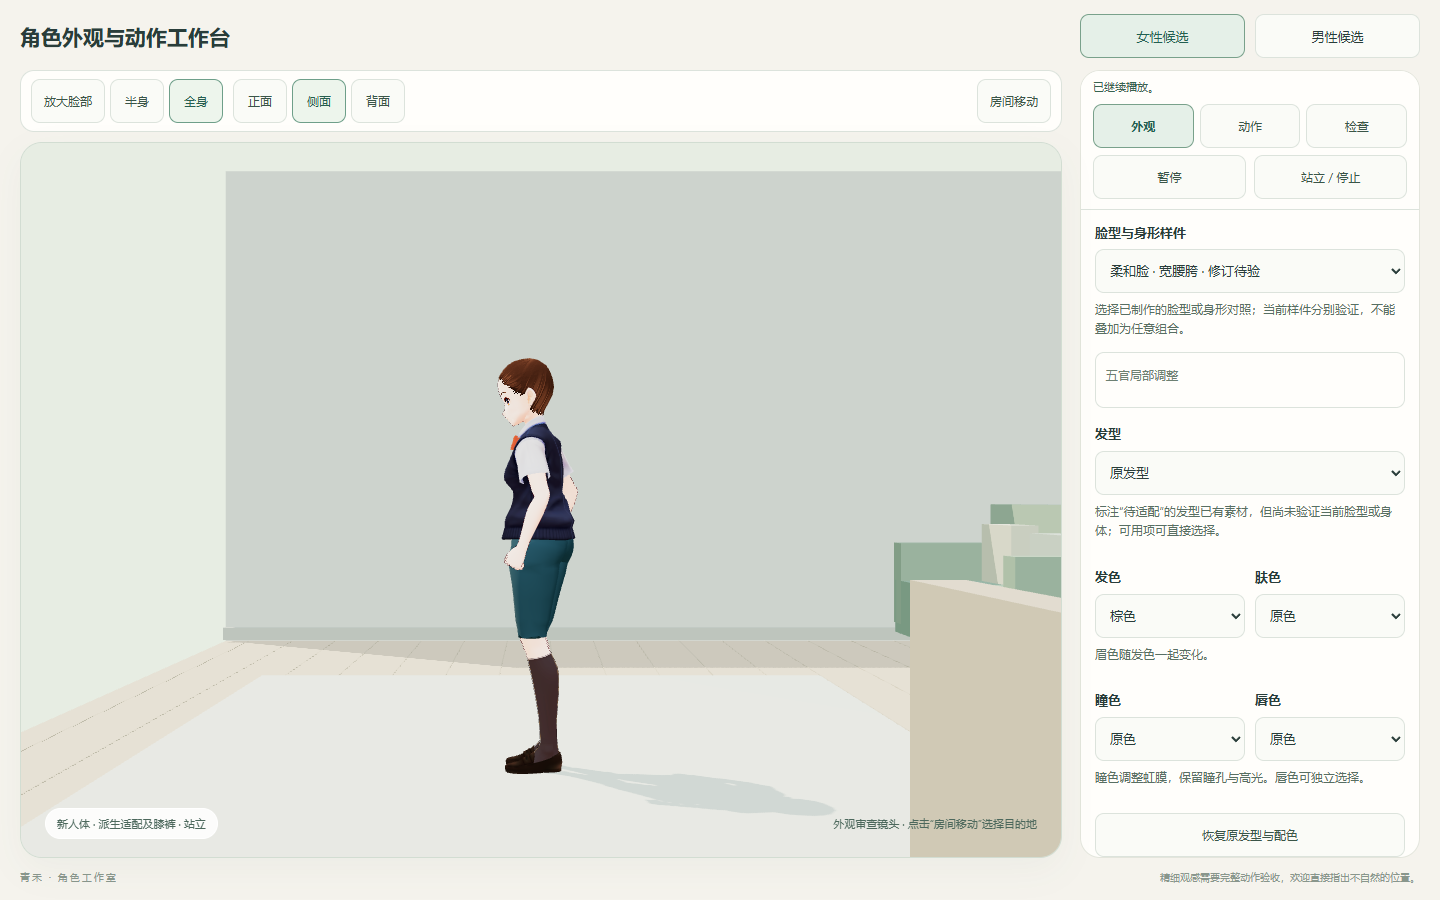 角色外观与动作工作台
女性候选
男性候选
放大脸部
半身
全身
正面
侧面
背面
房间移动
已继续播放。
外观
动作
检查
暂停
站立 / 停止
脸型与身形样件
柔和脸 · 宽腰胯 · 修订待验
选择已制作的脸型或身形对照；当前样件分别验证，不能
叠加为任意组合。
五官局部调整
发型
原发型
标注“待适配”的发型已有素材，但尚未验证当前脸型或身
体；可用项可直接选择。
发色
肤色
棕色
原色
眉色随发色一起变化。
瞳色
唇色
原色
原色
瞳色调整虹膜，保留瞳孔与高光。唇色可独立选择。
恢复原发型与配色
新人体 · 派生适配及膝裤 · 站立
外观审查镜头 · 点击“房间移动”选择目的地
青禾 · 角色工作室
精细观感需要完整动作验收，欢迎直接指出不自然的位置。